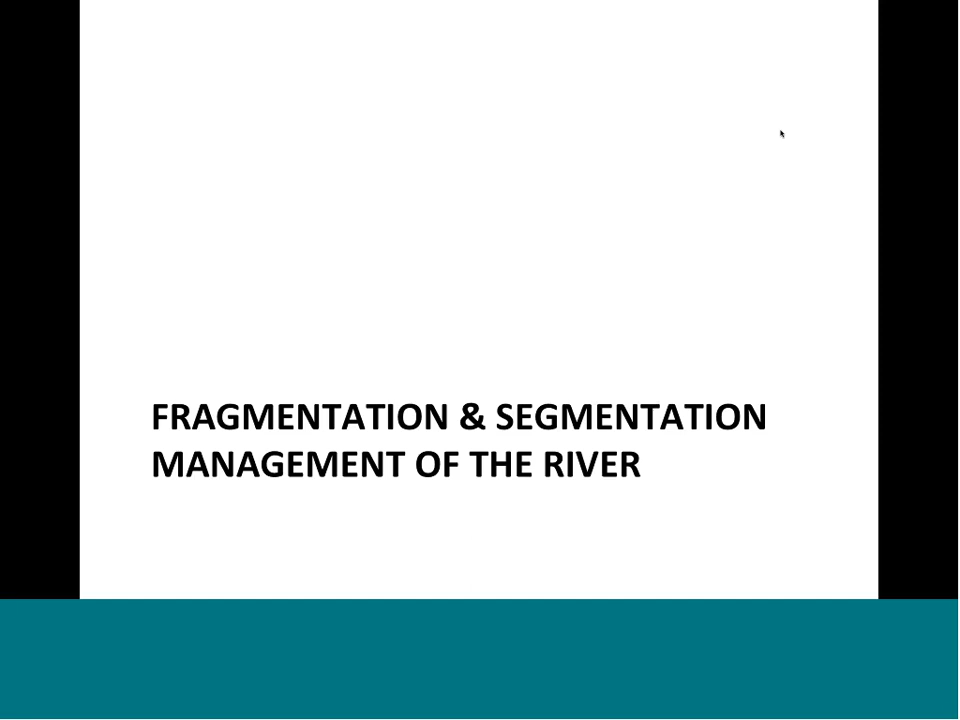 FRAGMENTATION & SEGMENTATION
MANAGEMENT OF THE RIVER